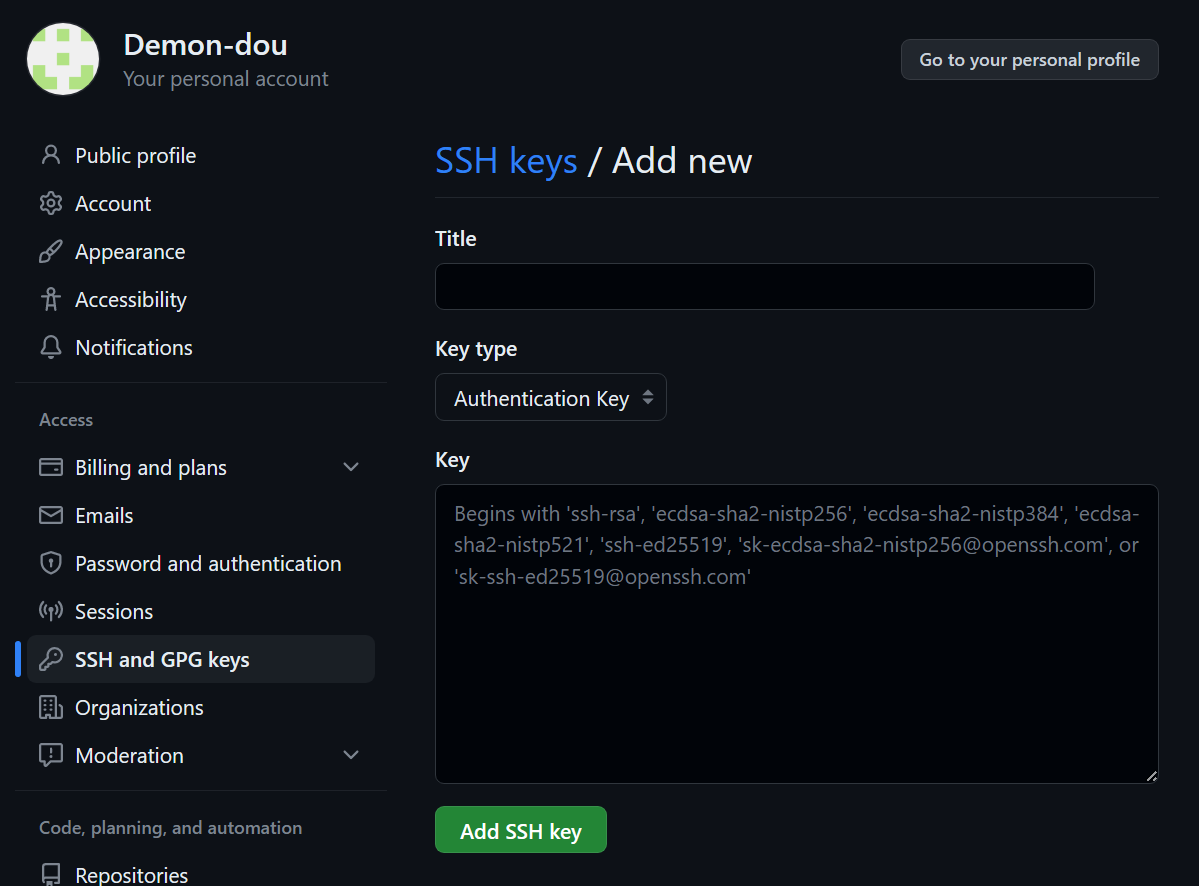 Demon-dou
Your personal account
Go to your personal profile
Public profile
Account
Appearance
Accessibility
Notifications
Access
Billing and plans
Emails
Password and authentication
Sessions
SSH and GPG keys
Organizations
Moderation
Code, planning, and automation
Repositories
SSH keys / Add new
Title
Key type
Authentication Key
Key
Begins with 'ssh-rsa', 'ecdsa-sha2-nistp256', 'ecdsa-sha2-nistp384', 'ecdsa-
sha2-nistp521', 'ssh-ed25519', 'sk-ecdsa-sha2-nistp256@openssh.com', or
'sk-ssh-ed25519@openssh.com'
Add SSH key